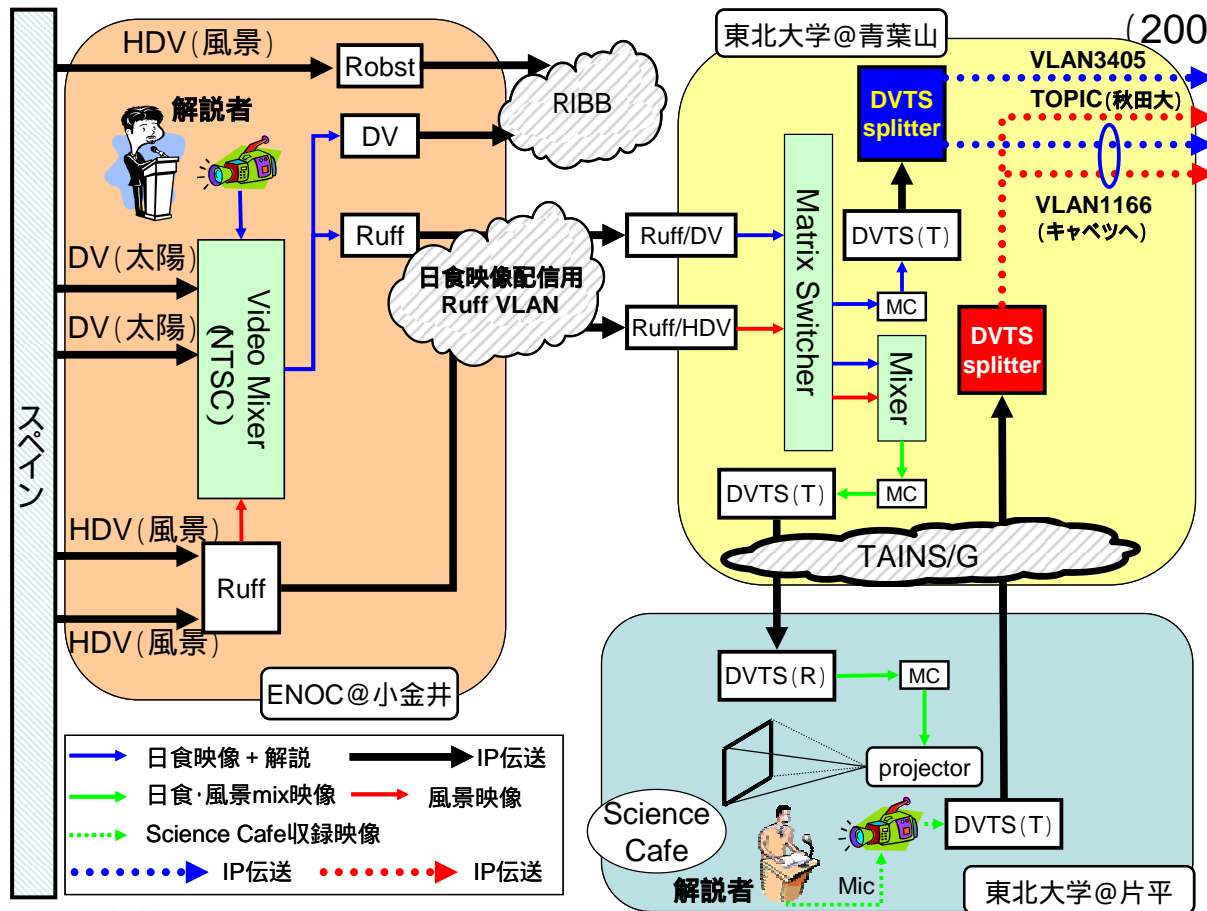 スペイン
HDV(風景)
解説者
DV(太陽)
DV(太陽)
HDV(風景)
HDV(風景)
Video Mixer
(NTSC)
Ruff
Robst
DV
Ruff
ENOC@小金井
RIBB
日食映像配信用
Ruff VLAN
東北大学@青葉山
(200
Ruff/DV
Ruff/HDV
Matrix Switcher
DVTS
splitter
DVTS(T)
MC
Mixer
MC
DVTS(T)
VLAN3405
TOPIC(秋田大)
VLAN1166
(キャベツへ)
DVTS
splitter
TAINS/G
DVTS(R)
MC
projector
Science
Cafe
解説者
Mic
DVTS(T)
東北大学@片平
日食映像+解説
IP伝送
日食・風景mix映像
風景映像
Science Cafe収録映像
IP伝送
IP伝送